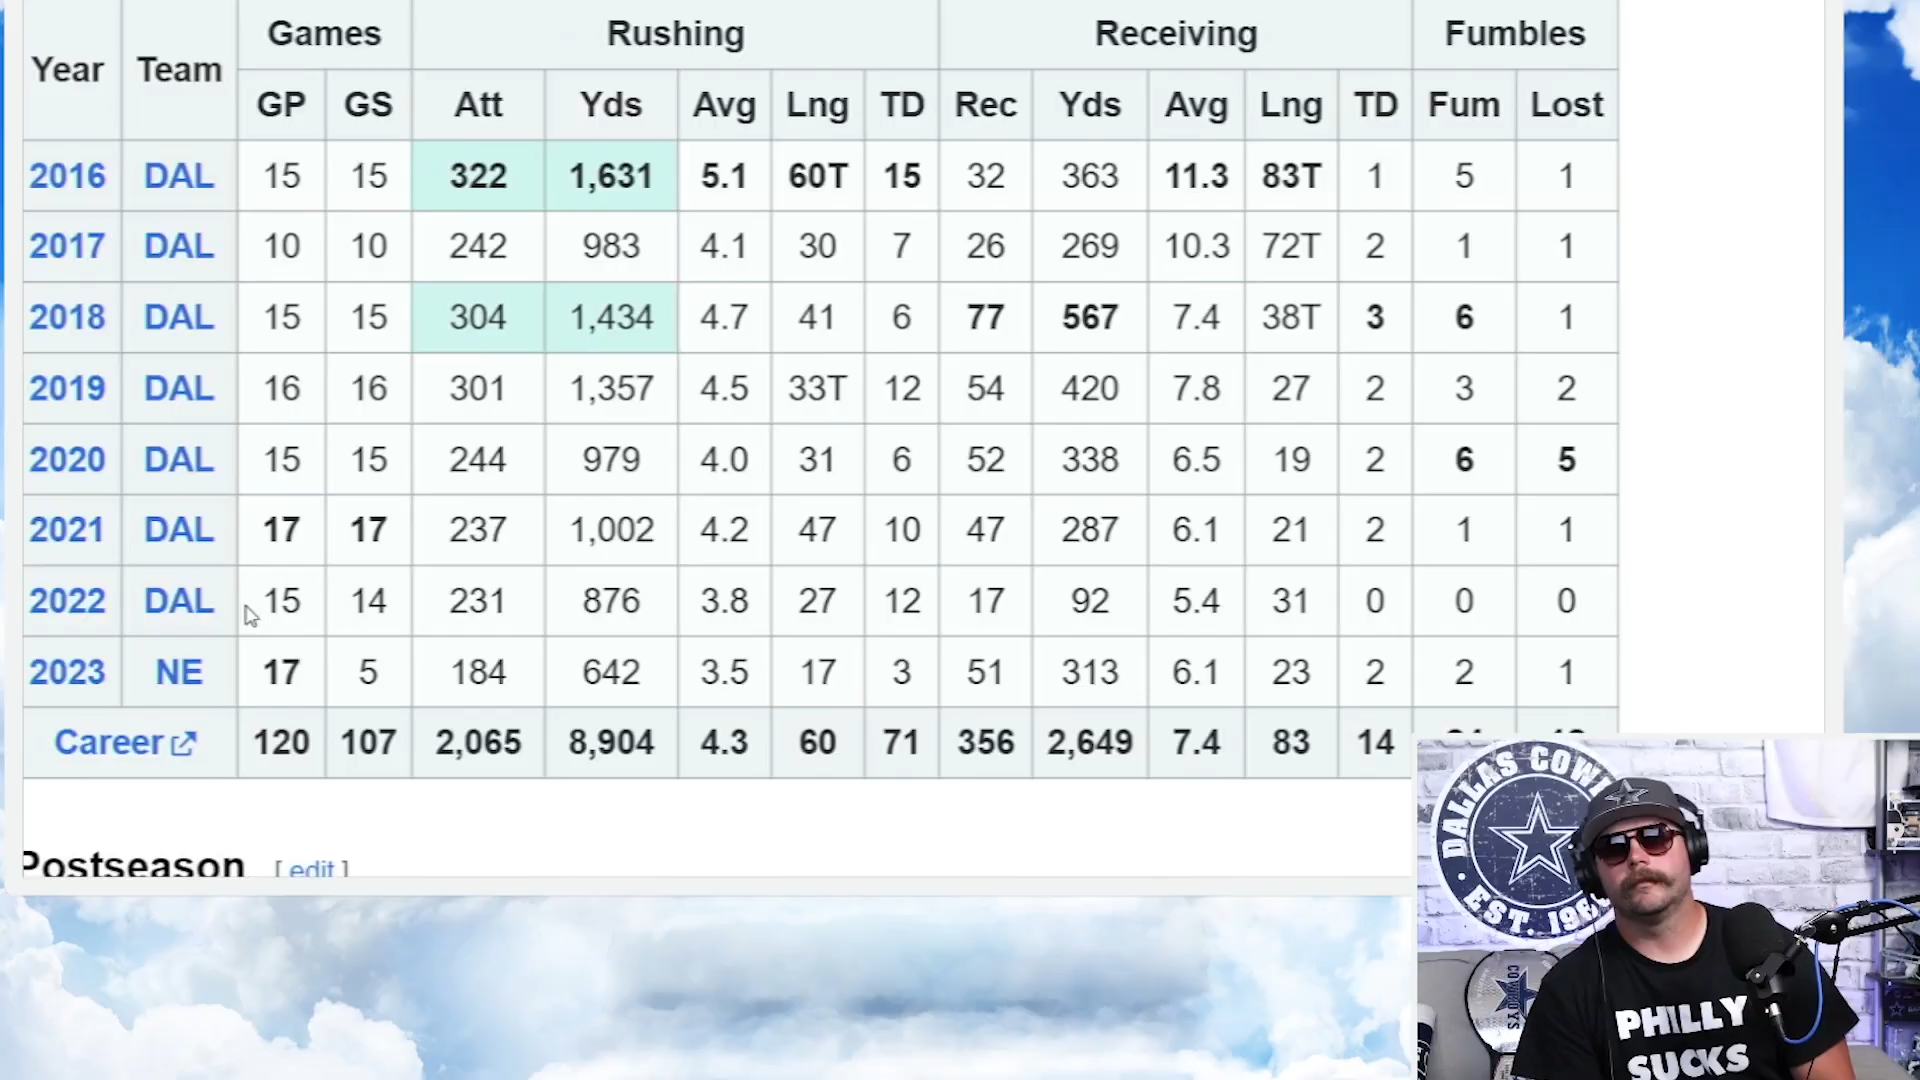 Year Team Games Rushing Receiving Fumbles
GP GS Att Yds Avg Lng TD Rec Yds Avg Lng TD Fum Lost
2016 DAL 15 15 322 1,631 5.1 60T 15 32 363 11.3 83T 1 5 1
2017 DAL 10 10 242 983 4.1 30 7 26 269 10.3 72T 2 1 1
2018 DAL 15 15 304 1,434 4.7 41 6 77 567 7.4 38T 3 6 1
2019 DAL 16 16 301 1,357 4.5 33T 12 54 420 7.8 27 2 3 2
2020 DAL 15 15 244 979 4.0 31 6 52 338 6.5 19 2 6 5
2021 DAL 17 17 237 1,002 4.2 47 10 47 287 6.1 21 2 1 1
2022 DAL 15 14 231 876 3.8 27 12 17 92 5.4 31 0 0 0
2023 NE 17 5 184 642 3.5 17 3 51 313 6.1 23 2 2 1
Career 120 107 2,065 8,904 4.3 60 71 356 2,649 7.4 83 14
Postseason [ edit ]
DALLAS COW
EST. 196
COWBOYS
PHILLY
SUCKS